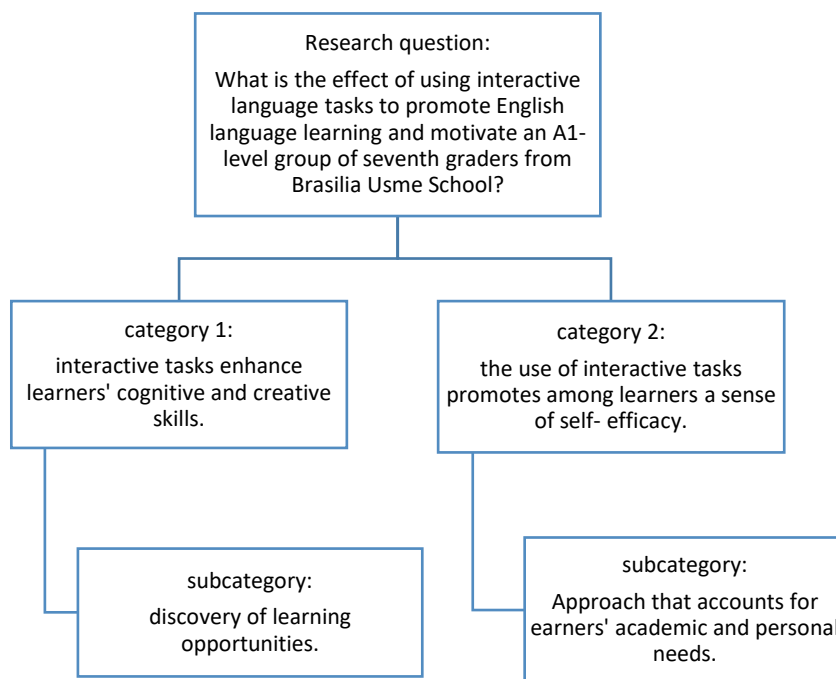 Research question:
What is the effect of using interactive
language tasks to promote English
language learning and motivate an A1-
level group of seventh graders from
Brasilia Usme School?
category 1:
interactive tasks enhance
learners' cognitive and creative
skills.
category 2:
the use of interactive tasks
promotes among learners a sense
of self- efficacy.
subcategory:
discovery of learning
opportunities.
subcategory:
Approach that accounts for
earners' academic and personal
needs.